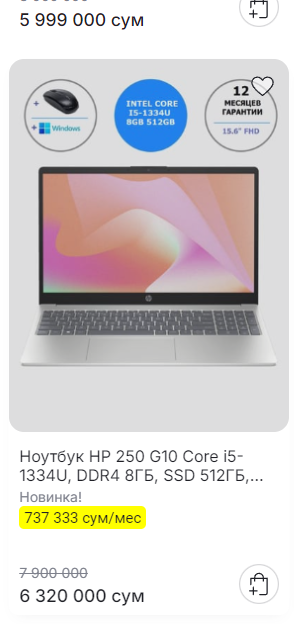 5 999 000 сум
+
+ Windows
INTEL CORE
I5-1334U
8GB 512GB
12
МЕСЯЦЕВ
ГАРАНТИИ
15.6" FHD
hp
Ноутбук HP 250 G10 Core i5-
1334U, DDR4 8ГБ, SSD 512ГБ,...
Новинка!
737 333 сум/мес
7 900 000
6 320 000 сум